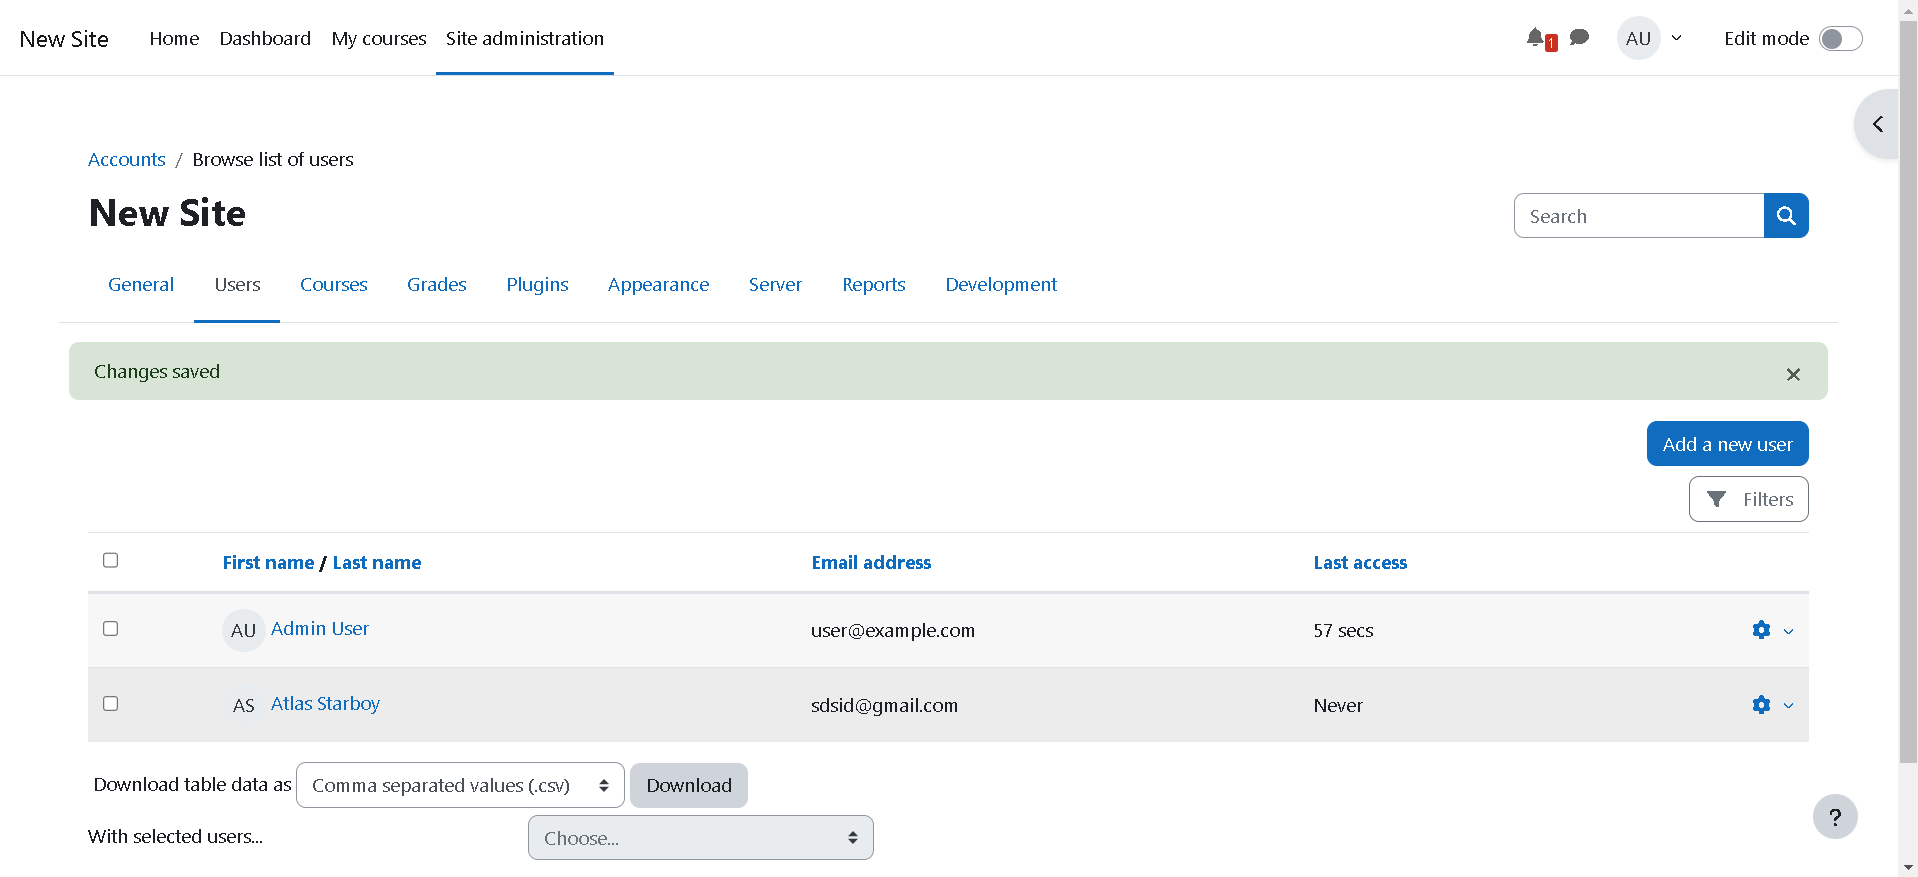 New Site Home Dashboard My courses Site administration 1 AU Edit mode
Accounts / Browse list of users
New Site
Search
General Users Courses Grades Plugins Appearance Server Reports Development
Changes saved ×
Add a new user
Filters
First name / Last name Email address Last access
AU Admin User user@example.com 57 secs
AS Atlas Starboy sdsid@gmail.com Never
Download table data as Comma separated values (.csv) Download
With selected users... Choose...
?